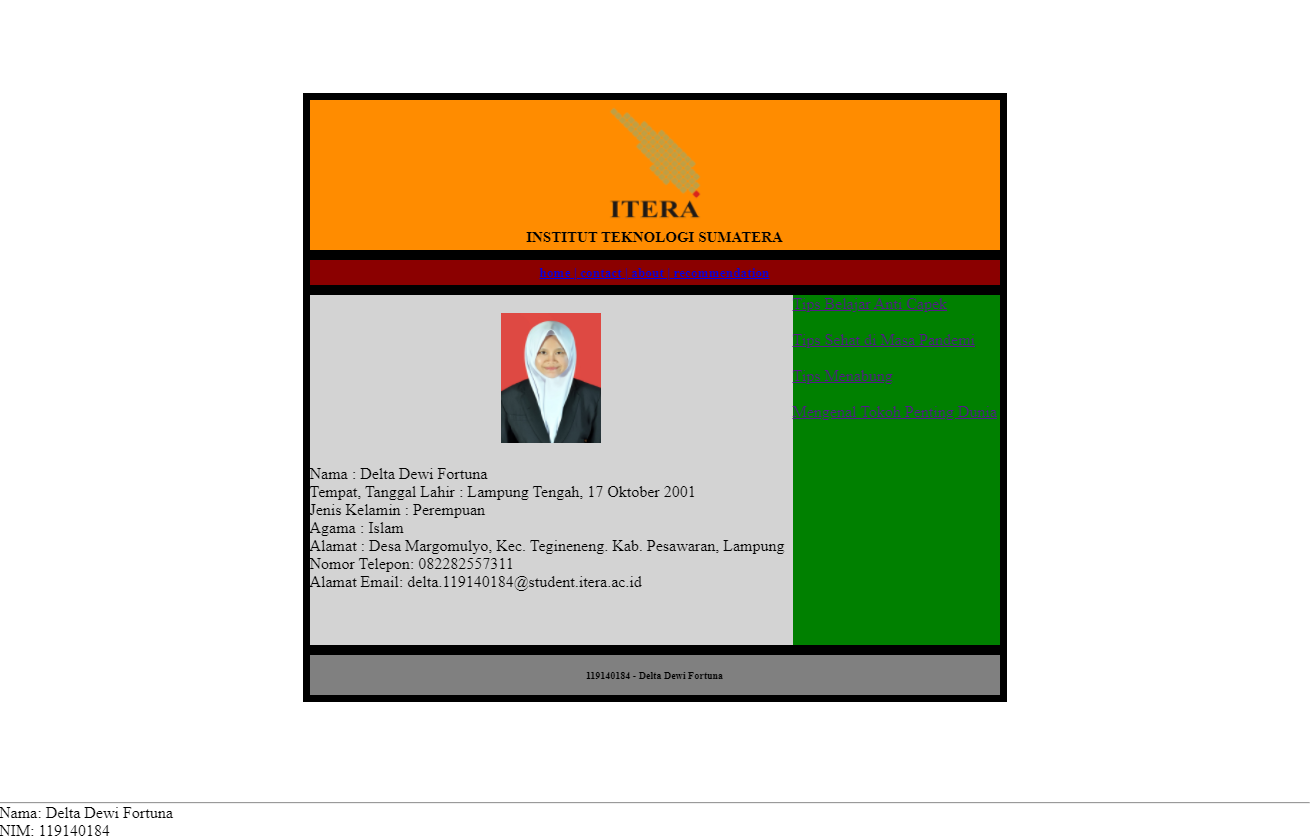 ITERA
INSTITUT TEKNOLOGI SUMATERA
home | contact | about | recommendation
Tips Belajar Anti Capek
Tips Sehat di Masa Pandemi
Tips Menabung
Mengenal Tokoh Penting Dunia
Nama : Delta Dewi Fortuna
Tempat, Tanggal Lahir : Lampung Tengah, 17 Oktober 2001
Jenis Kelamin : Perempuan
Agama : Islam
Alamat : Desa Margomulyo, Kec. Tegineneng. Kab. Pesawaran, Lampung
Nomor Telepon: 082282557311
Alamat Email: delta.119140184@student.itera.ac.id
119140184 - Delta Dewi Fortuna
Nama: Delta Dewi Fortuna
NIM: 119140184